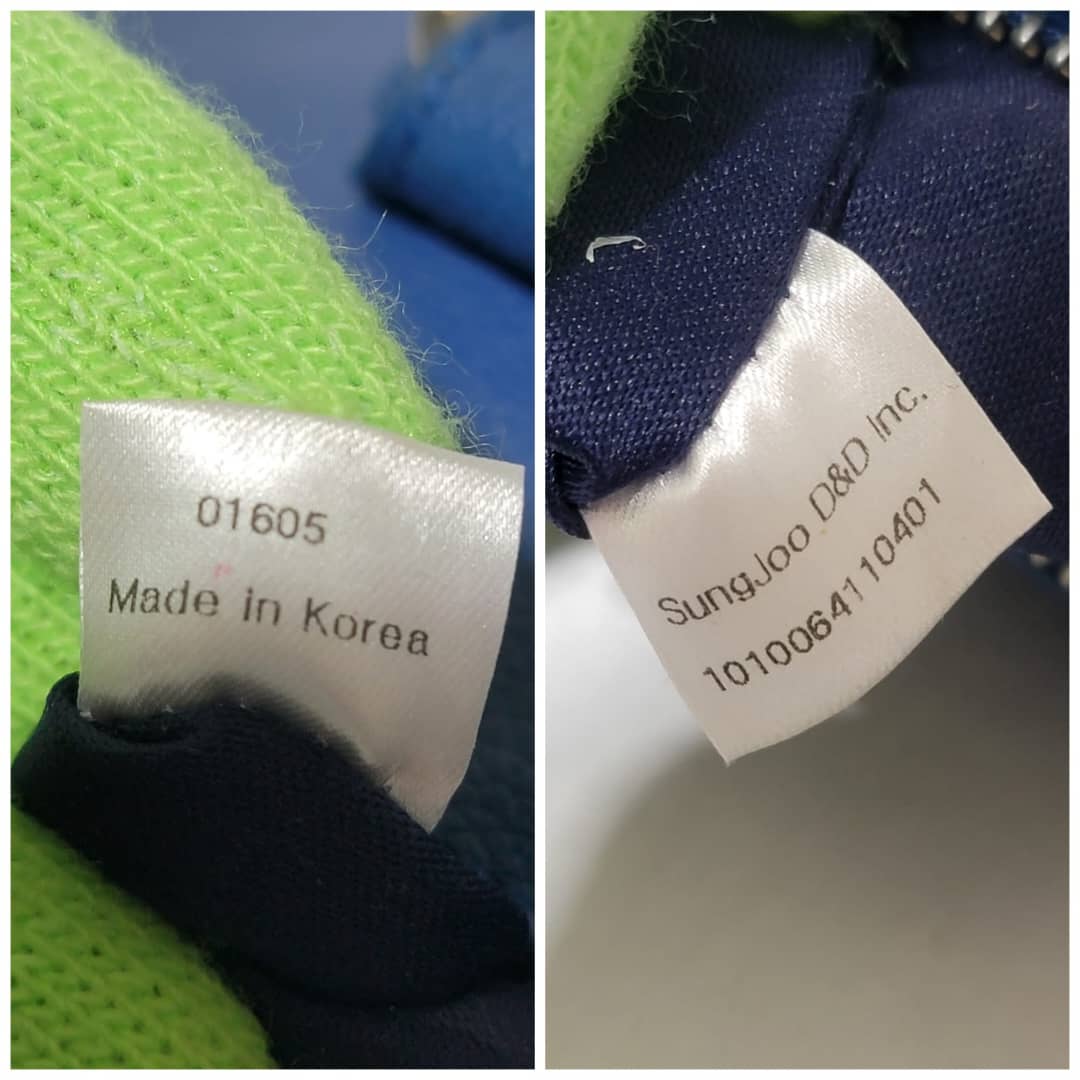 01605
Made in Korea
SungJoo D&D Inc.
1010064110401